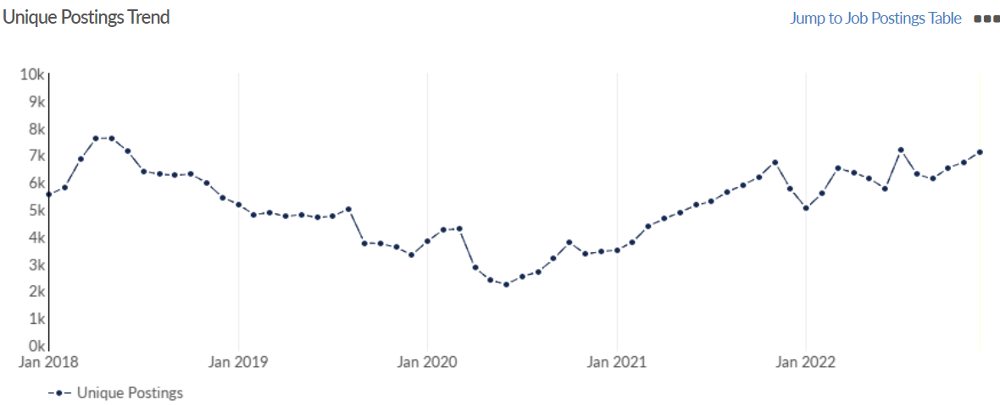 Unique Postings Trend
Jump to Job Postings Table
10k
9k
8k
7k
6k
5k
4k
3k
2k
1k
0k
Jan 2018
Jan 2019
Jan 2020
Jan 2021
Jan 2022
Unique Postings